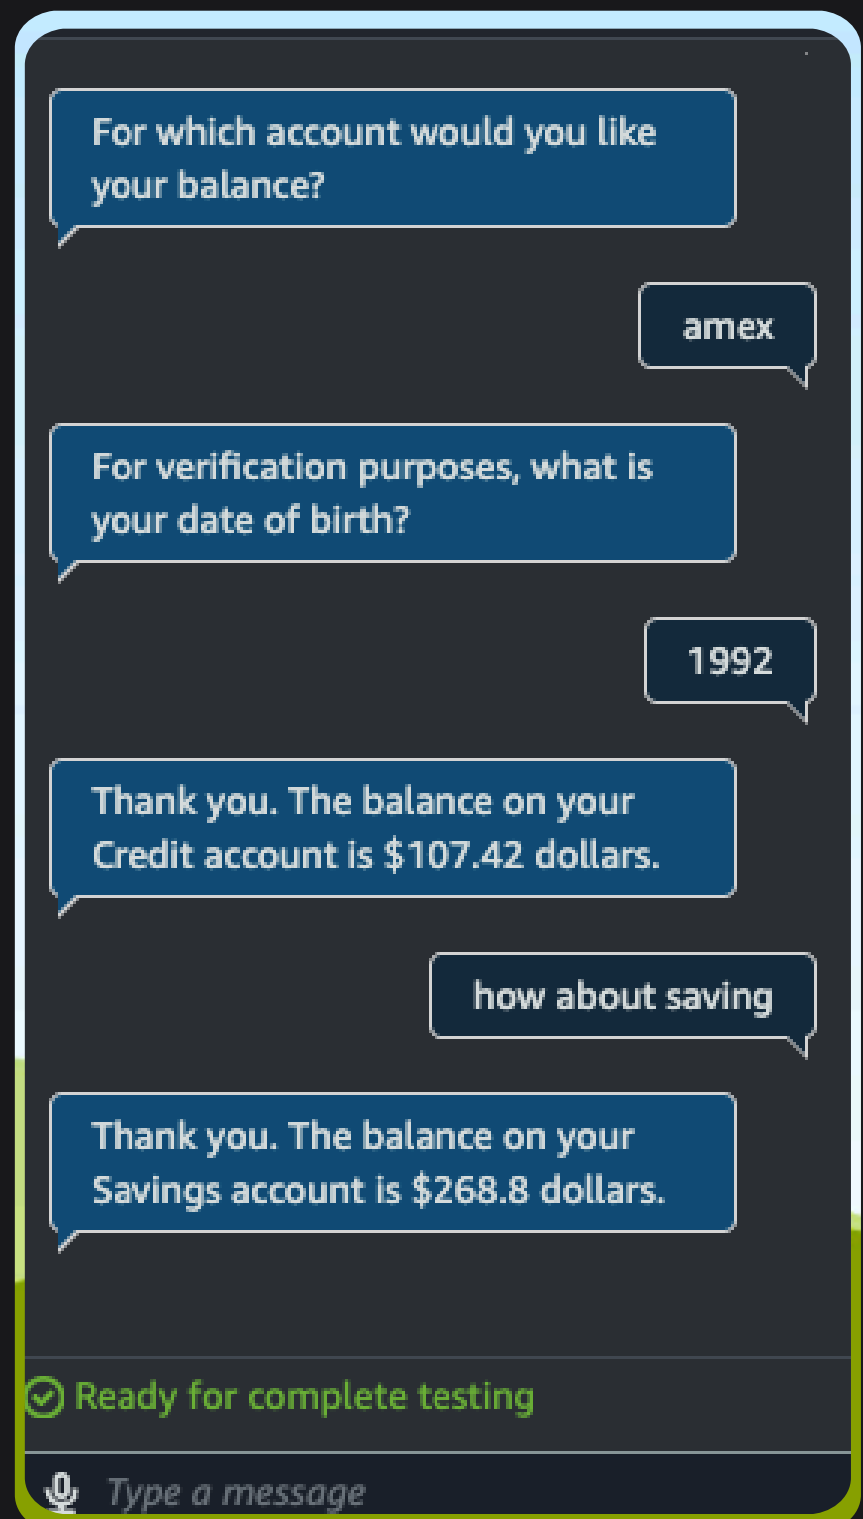 For which account would you like
your balance?
amex
For verification purposes, what is
your date of birth?
1992
Thank you. The balance on your
Credit account is $107.42 dollars.
how about saving
Thank you. The balance on your
Savings account is $268.8 dollars.
Ready for complete testing
Type a message